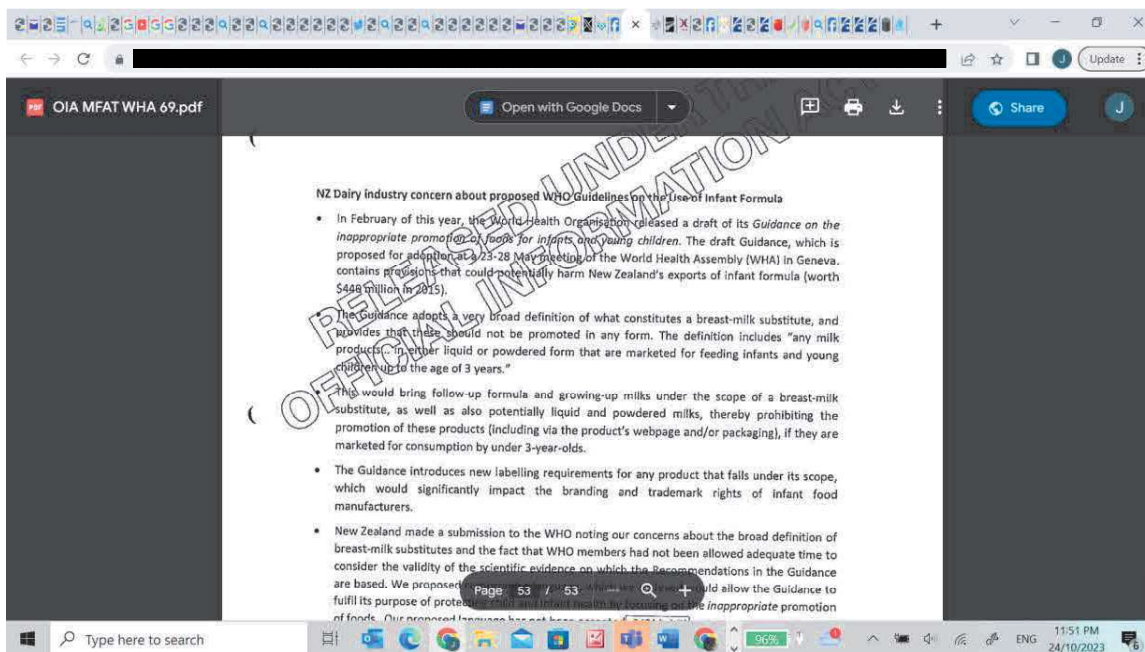 Update
OIA MFAT WHA 69.pdf
Open with Google Docs
Share
J
RELEASED UNDER THE
OFFICIAL INFORMATION ACT
NZ Dairy industry concern about proposed WHO Guidelines on the Use of Infant Formula
• In February of this year, the World Health Organisation released a draft of its Guidance on the
inappropriate promotion of foods for infants and young children. The draft Guidance, which is
proposed for adoption at a 23-28 May meeting of the World Health Assembly (WHA) in Geneva.
contains provisions that could potentially harm New Zealand's exports of infant formula (worth
million in 2015).
• The Guidance adopts a very broad definition of what constitutes a breast-milk substitute, and
provides that these should not be promoted in any form. The definition includes "any milk
products... in either liquid or powdered form that are marketed for feeding infants and young
children up to the age of 3 years."
• This would bring follow-up formula and growing-up milks under the scope of a breast-milk
substitute, as well as also potentially liquid and powdered milks, thereby prohibiting the
promotion of these products (including via the product's webpage and/or packaging), if they are
marketed for consumption by under 3-year-olds.
• The Guidance introduces new labelling requirements for any product that falls under its scope,
which would significantly impact the branding and trademark rights of infant food
manufacturers.
• New Zealand made a submission to the WHO noting our concerns about the broad definition of
breast-milk substitutes and the fact that WHO members had not been allowed adequate time to
consider the validity of the scientific evidence on which the Recommendations in the Guidance
are based. We proposed would allow the Guidance to
fulfil its purpose of protecting child and infant health by focusing on the inappropriate promotion
of foods. Our proposed language has not been
Page 53 / 53
Type here to search
96%
ENG
11:51 PM
24/10/2023